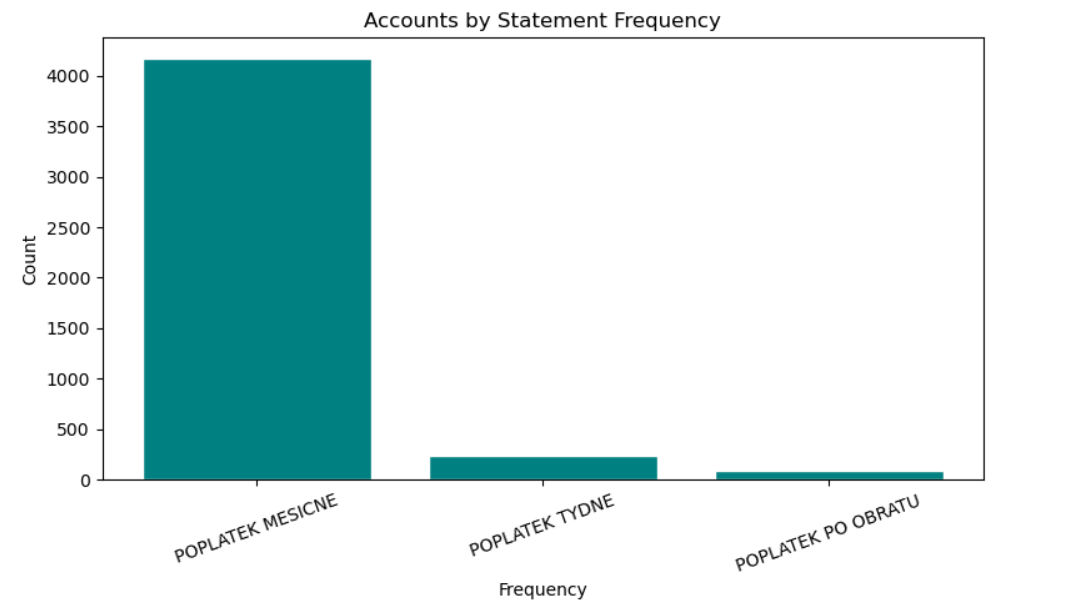 Accounts by Statement Frequency
4000
3500
3000
2500
2000
1500
1000
500
0
Count
POPLATEK MESICNE
POPLATEK TYDNE
POPLATEK PO OBRATU
Frequency